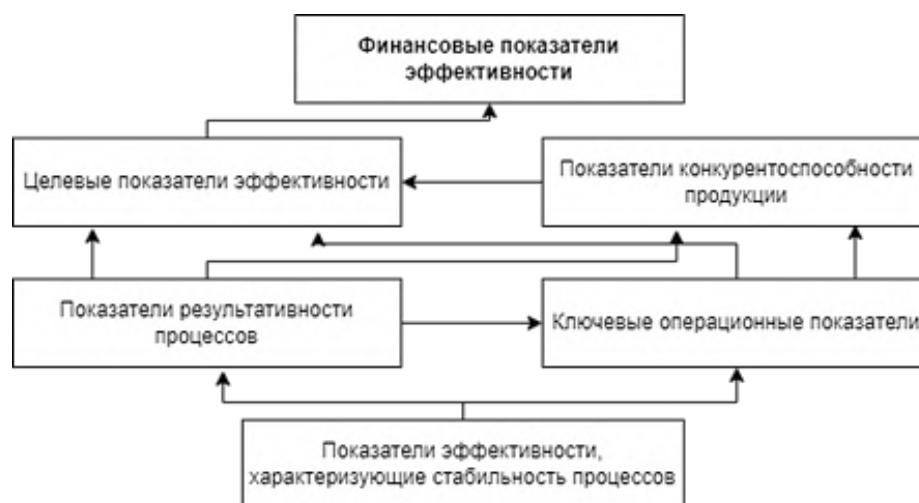 Финансовые показатели
эффективности
Целевые показатели эффективности
Показатели конкурентоспособности
продукции
Показатели результативности
процессов
Ключевые операционные показатели
Показатели эффективности,
характеризующие стабильность процессов